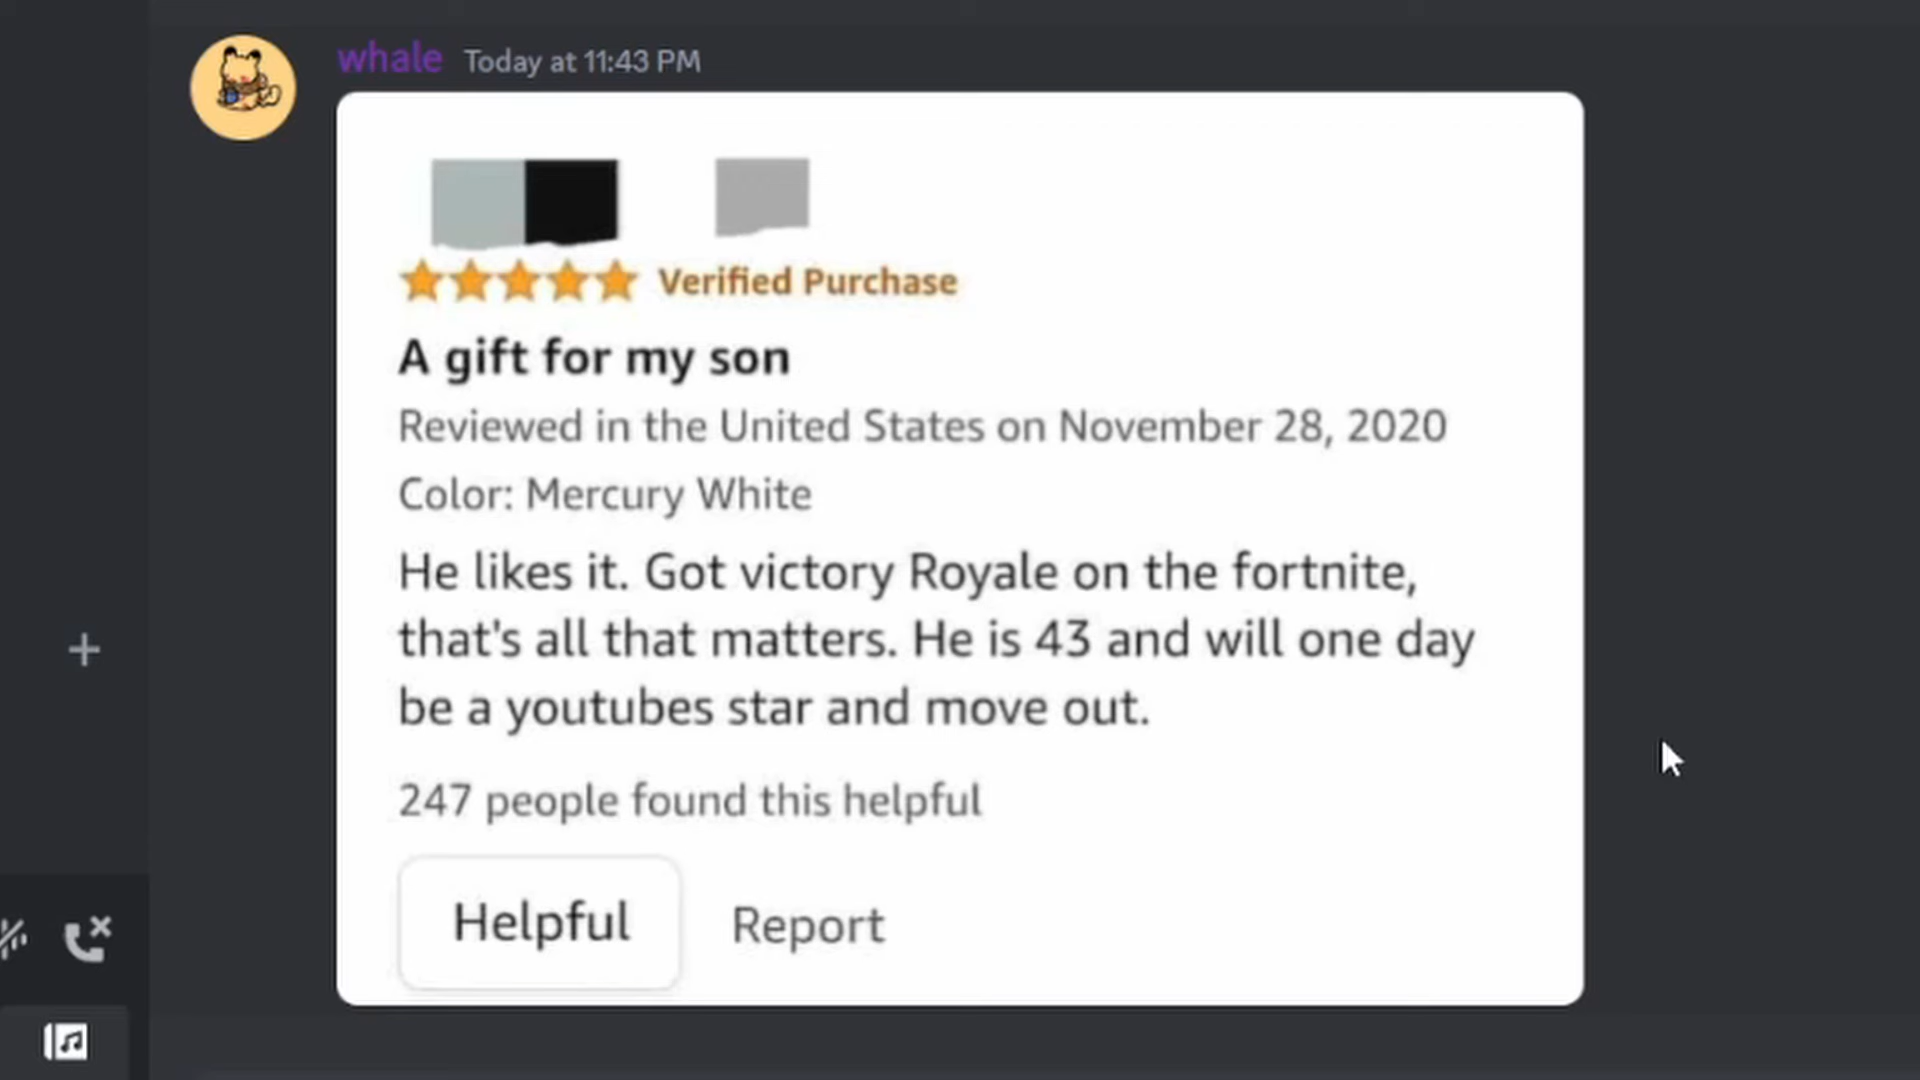 whale Today at 11:43 PM
Verified Purchase
A gift for my son
Reviewed in the United States on November 28, 2020
Color: Mercury White
He likes it. Got victory Royale on the fortnite,
that's all that matters. He is 43 and will one day
be a youtubes star and move out.
247 people found this helpful
Helpful Report